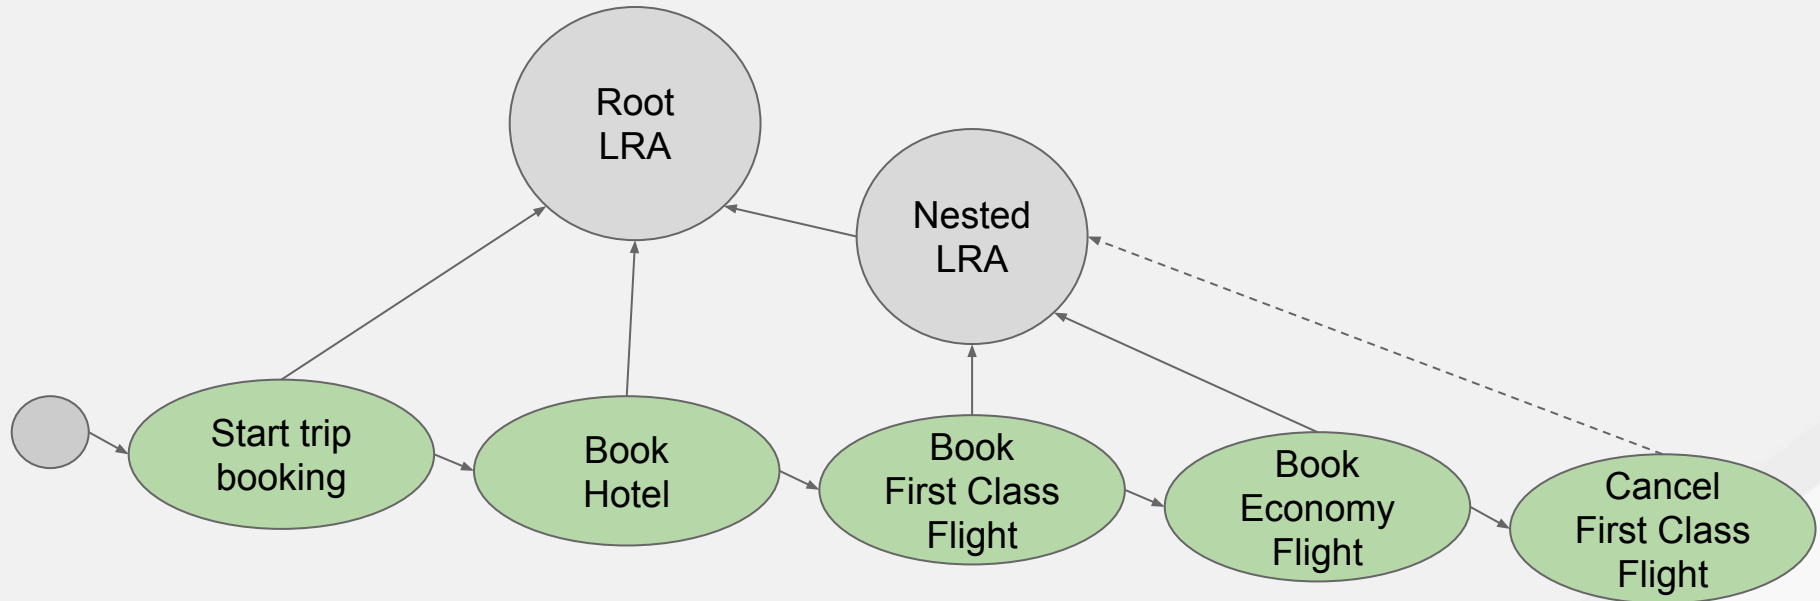 Root
LRA
Nested
LRA
Start trip
booking
Book
Hotel
Book
First Class
Flight
Book
Economy
Flight
Cancel
First Class
Flight